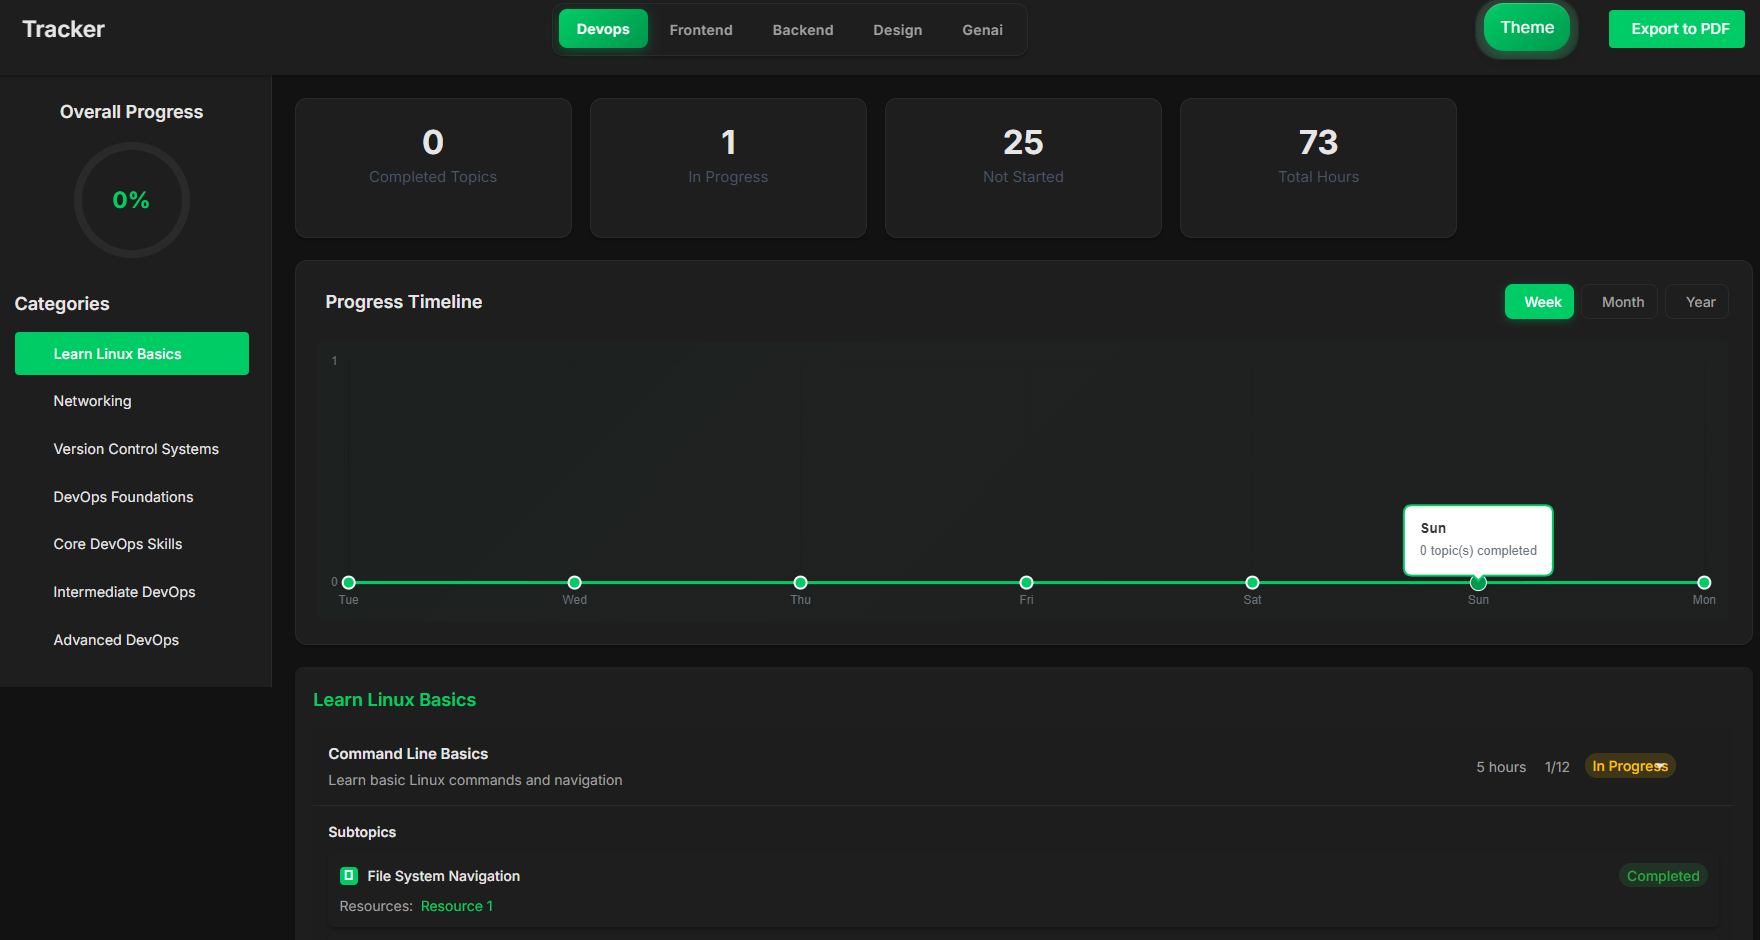 Tracker
Devops
Frontend
Backend
Design
Genai
Theme
Export to PDF
Overall Progress
0%
Categories
Learn Linux Basics
Networking
Version Control Systems
DevOps Foundations
Core DevOps Skills
Intermediate DevOps
Advanced DevOps
0
Completed Topics
1
In Progress
25
Not Started
73
Total Hours
Progress Timeline
Week
Month
Year
1
0
Sun
0 topic(s) completed
Tue
Wed
Thu
Fri
Sat
Sun
Mon
Learn Linux Basics
Command Line Basics
Learn basic Linux commands and navigation
5 hours
1/12
In Progress
Subtopics
File System Navigation
Completed
Resources: Resource 1